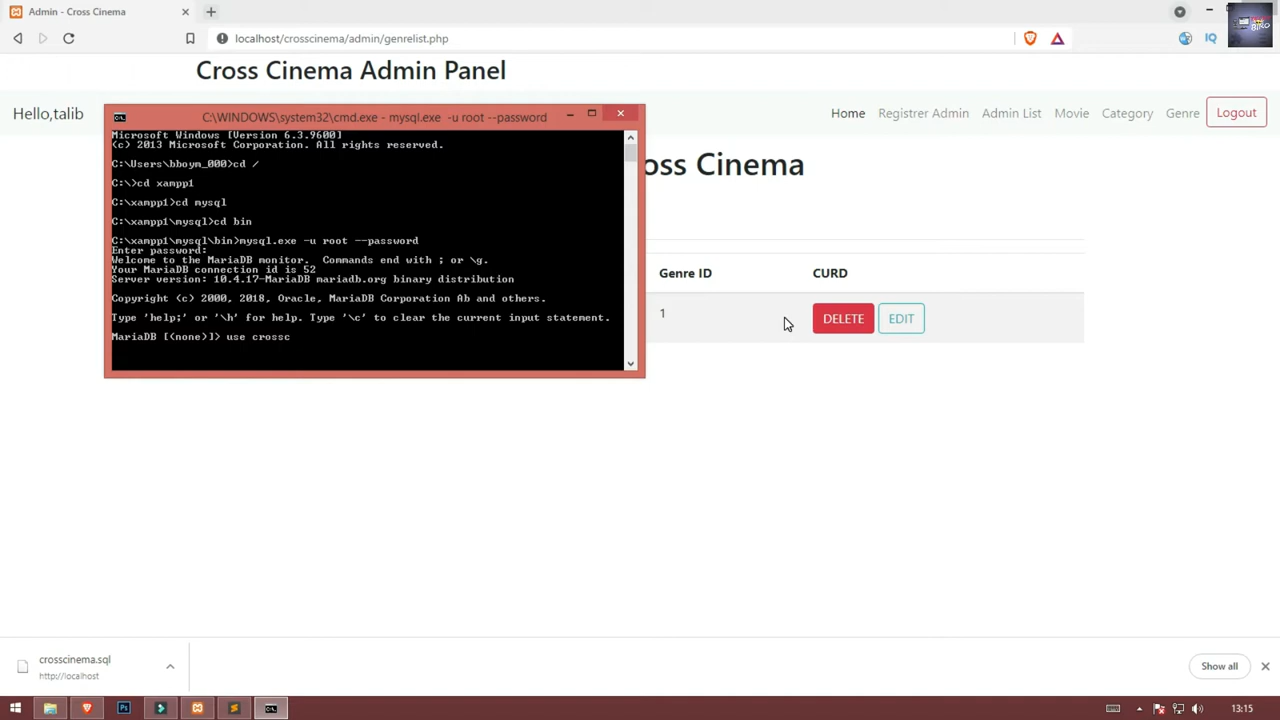 Admin - Cross Cinema
localhost/crosscinema/admin/genrelist.php
Cross Cinema Admin Panel
Hello,talib
Home
Registrer Admin
Admin List
Movie
Category
Genre
Logout
C:\WINDOWS\system32\cmd.exe - mysql.exe -u root --password
Microsoft Windows [Version 6.3.9600]
(c) 2013 Microsoft Corporation. All rights reserved.
C:\Users\bboym_000>cd /
C:\>cd xampp1
C:\xampp1>cd mysql
C:\xampp1\mysql>cd bin
C:\xampp1\mysql\bin>mysql.exe -u root --password
Enter password:
Welcome to the MariaDB monitor.  Commands end with ; or \g.
Your MariaDB connection id is 52
Server version: 10.4.17-MariaDB mariadb.org binary distribution
Copyright (c) 2000, 2018, Oracle, MariaDB Corporation Ab and others.
Type 'help;' or '\h' for help. Type '\c' to clear the current input statement.
MariaDB [(none)]> use crossc
oss Cinema
Genre ID
CURD
1
DELETE
EDIT
crosscinema.sql
http://localhost
Show all
13:15